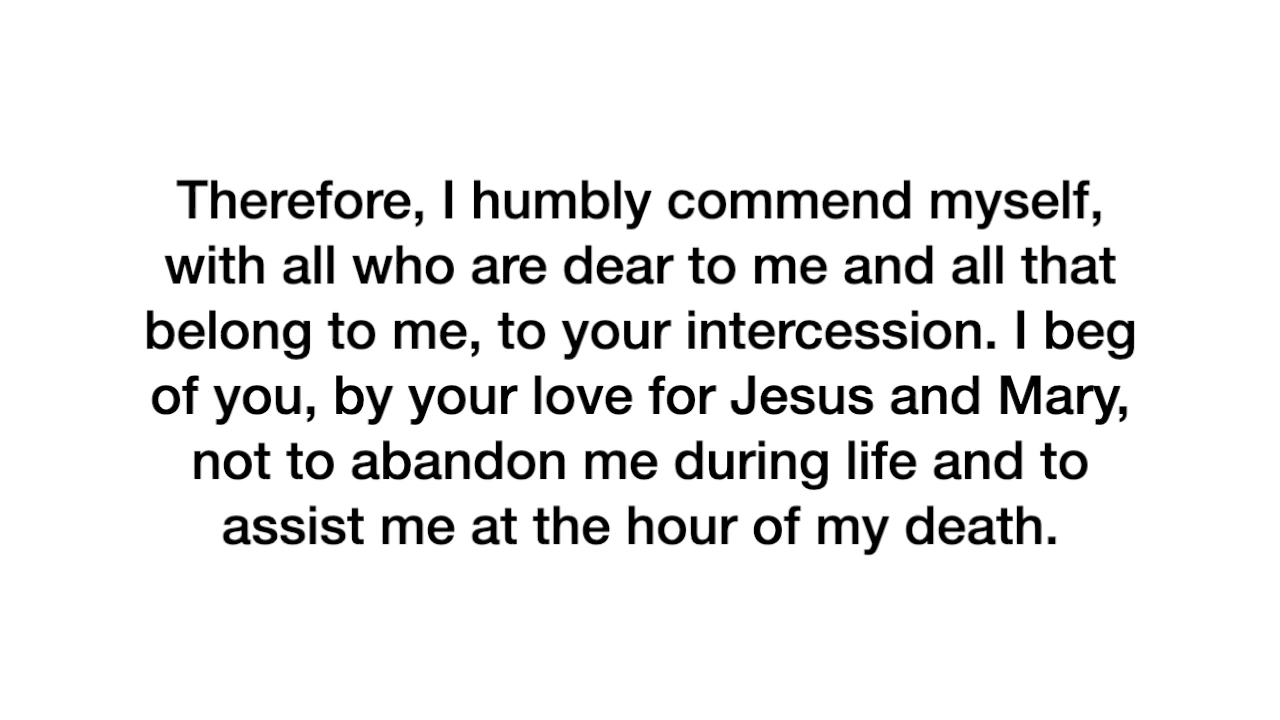 Therefore, I humbly commend myself,
with all who are dear to me and all that
belong to me, to your intercession. I beg
of you, by your love for Jesus and Mary,
not to abandon me during life and to
assist me at the hour of my death.